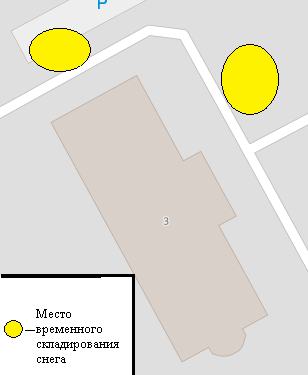 P
3
Место
временного
складирования
снега